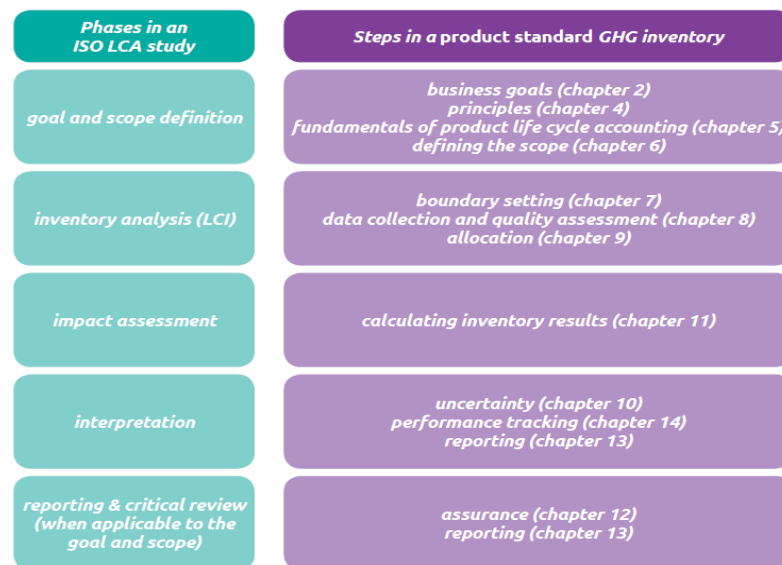 Phases in an
ISO LCA study
Steps in a product standard GHG inventory
goal and scope definition
business goals (chapter 2)
principles (chapter 4)
fundamentals of product life cycle accounting (chapter 5)
defining the scope (chapter 6)
inventory analysis (LCI)
boundary setting (chapter 7)
data collection and quality assessment (chapter 8)
allocation (chapter 9)
impact assessment
calculating inventory results (chapter 11)
interpretation
uncertainty (chapter 10)
performance tracking (chapter 14)
reporting (chapter 13)
reporting & critical review
(when applicable to the
goal and scope)
assurance (chapter 12)
reporting (chapter 13)